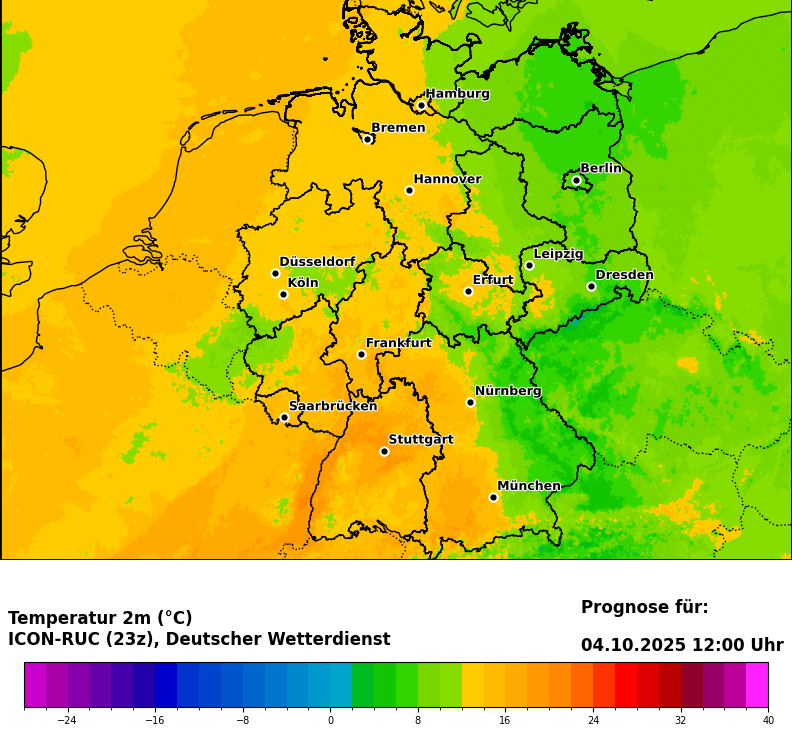 Hamburg
Bremen
Berlin
Hannover
Leipzig
Düsseldorf
Dresden
Erfurt
Köln
Frankfurt
Nürnberg
Saarbrücken
Stuttgart
München
Prognose für:
Temperatur 2m (°C)
ICON-RUC (23z), Deutscher Wetterdienst
04.10.2025 12:00 Uhr
−24 −16 −8 0 8 16 24 32 40